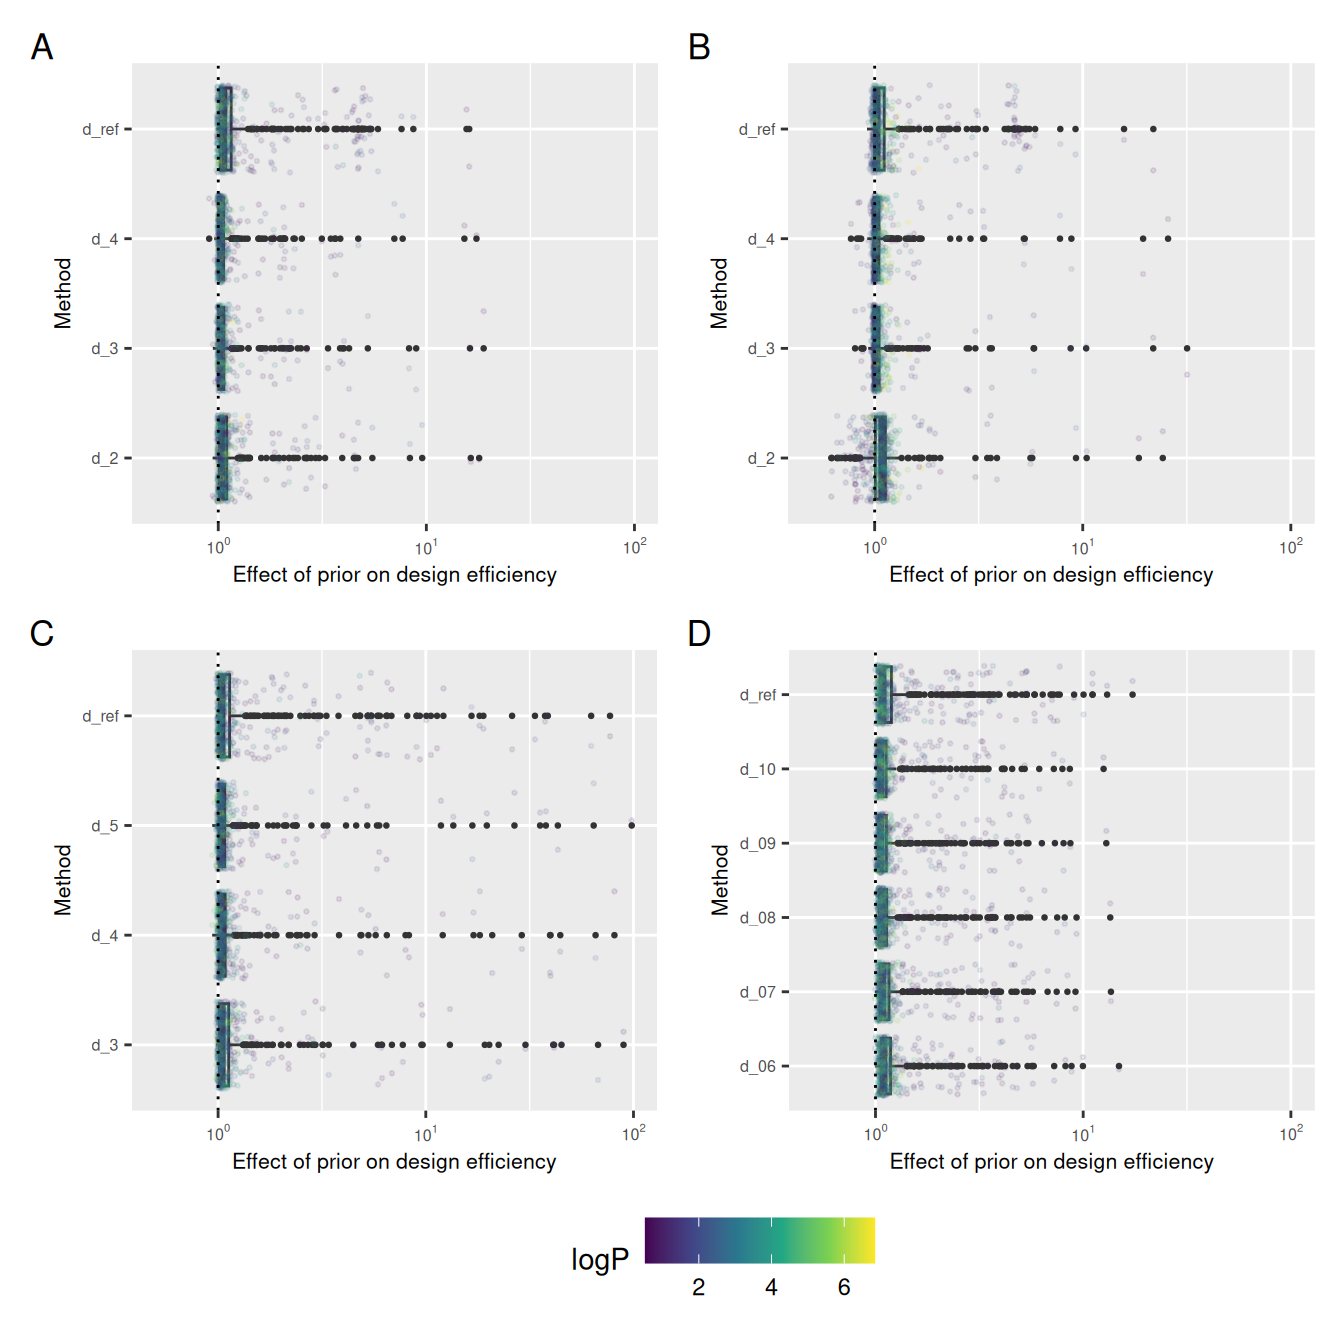 A
d_ref
d_4
d_3
d_2
Method
10⁰ 10¹ 10²
Effect of prior on design efficiency
B
d_ref
d_4
d_3
d_2
Method
10⁰ 10¹ 10²
Effect of prior on design efficiency
C
d_ref
d_5
d_4
d_3
Method
10⁰ 10¹ 10²
Effect of prior on design efficiency
D
d_ref
d_10
d_09
d_08
d_07
d_06
Method
10⁰ 10¹ 10²
Effect of prior on design efficiency
logP
2 4 6